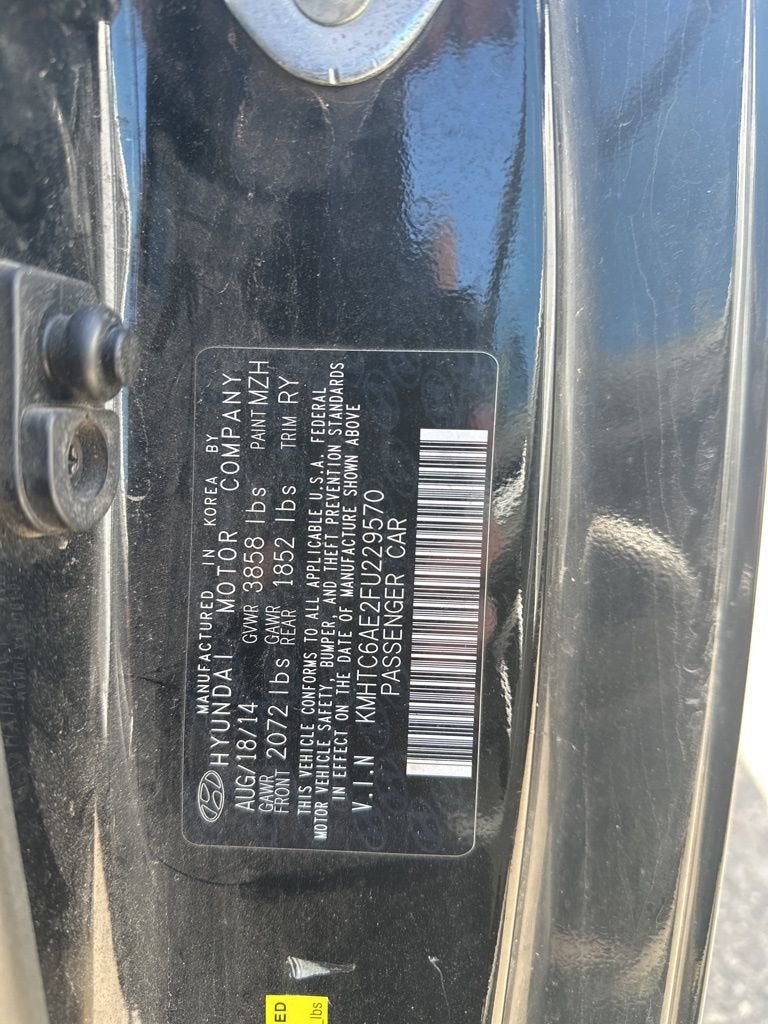 MANUFACTURED IN KOREA BY
HYUNDAI MOTOR COMPANY
AUG/18/14 GVWR 3858 lbs PAINT MZH
GAWR FRONT 2072 lbs GAWR REAR 1852 lbs TRIM RY
THIS VEHICLE CONFORMS TO ALL APPLICABLE U.S.A. FEDERAL
MOTOR VEHICLE SAFETY, BUMPER, AND THEFT PREVENTION STANDARDS
IN EFFECT ON THE DATE OF MANUFACTURE SHOWN ABOVE
V.I.N KMHTC6AE2FU229570
PASSENGER CAR
ED
lbs